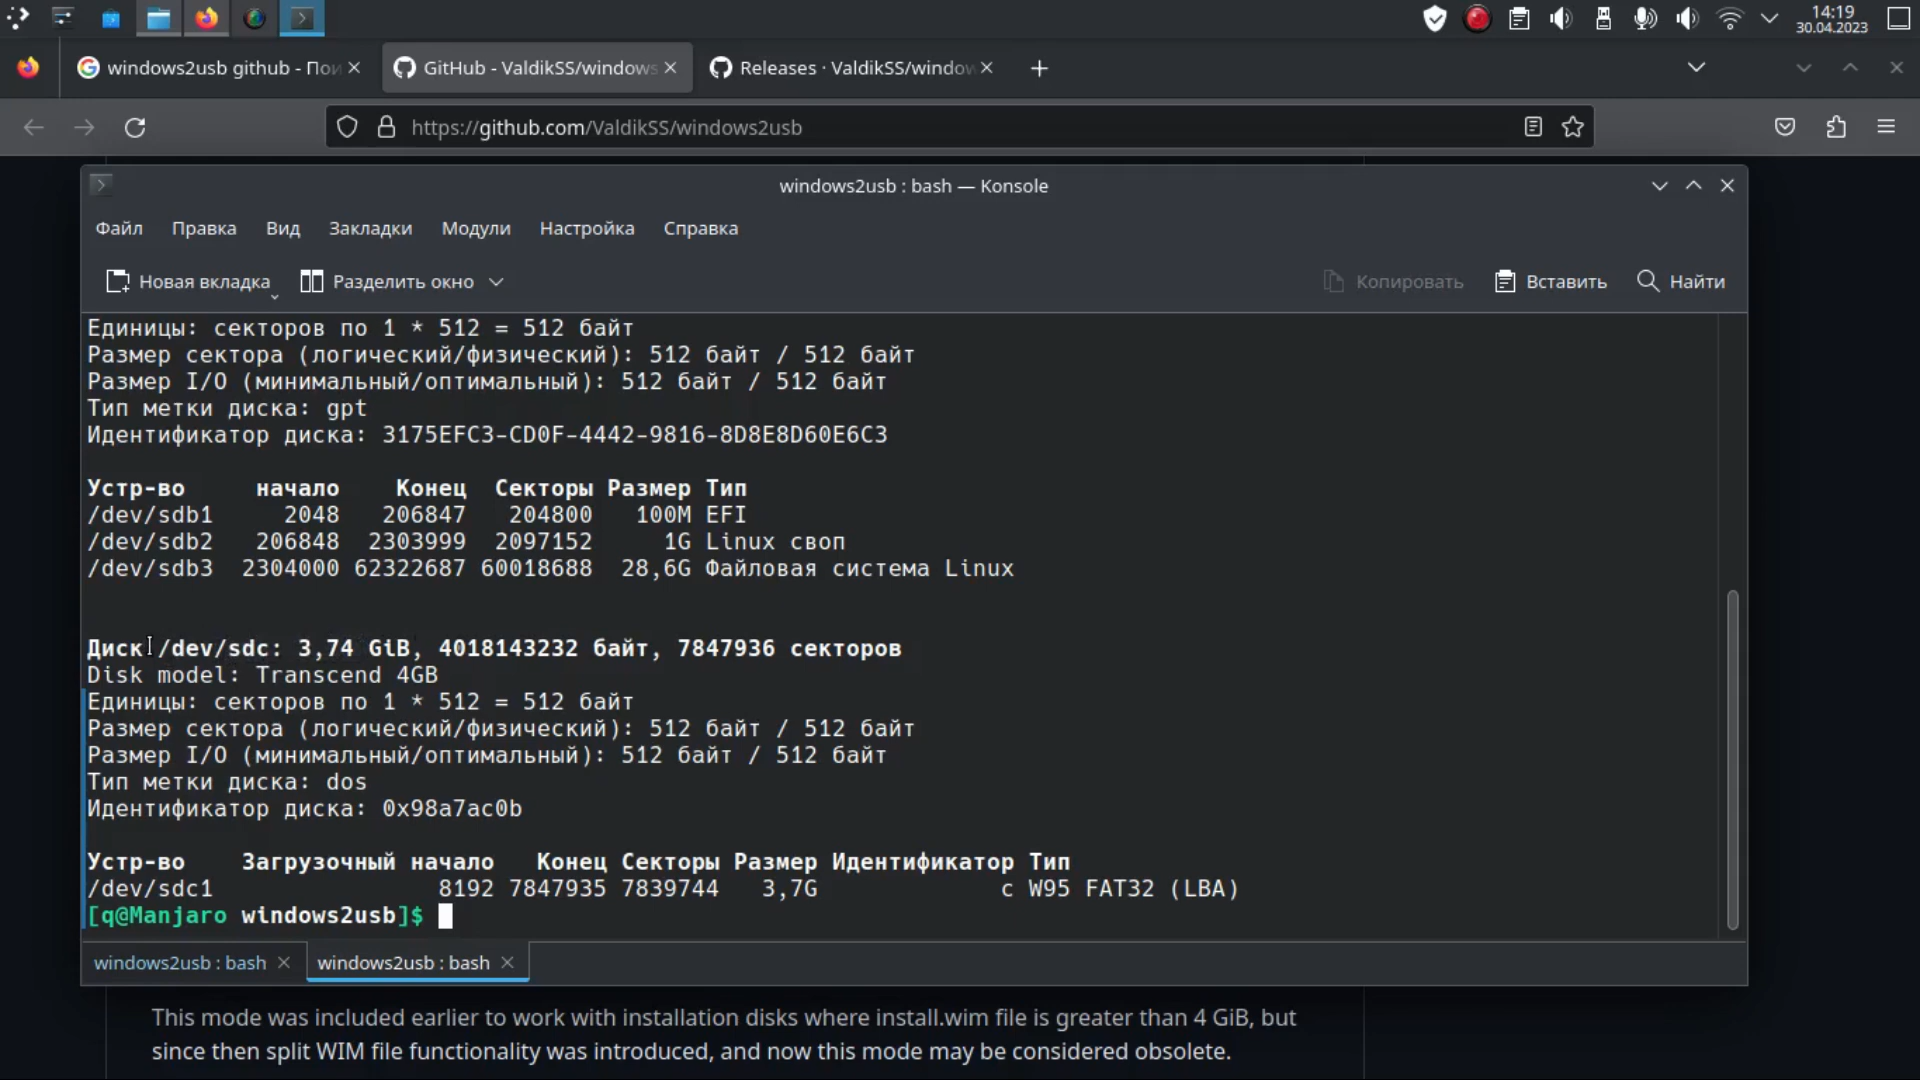 14:19
30.04.2023
windows2usb github - Пои
GitHub - ValdikSS/windows
Releases · ValdikSS/window
https://github.com/ValdikSS/windows2usb
windows2usb : bash — Konsole
Файл Правка Вид Закладки Модули Настройка Справка
Новая вкладка Разделить окно Копировать Вставить Найти
Единицы: секторов по 1 * 512 = 512 байт
Размер сектора (логический/физический): 512 байт / 512 байт
Размер I/O (минимальный/оптимальный): 512 байт / 512 байт
Тип метки диска: gpt
Идентификатор диска: 3175EFC3-CD0F-4442-9816-8D8E8D60E6C3
Устр-во начало Конец Секторы Размер Тип
/dev/sdb1 2048 206847 204800 100M EFI
/dev/sdb2 206848 2303999 2097152 1G Linux своп
/dev/sdb3 2304000 62322687 60018688 28,6G Файловая система Linux
Диск /dev/sdc: 3,74 GiB, 4018143232 байт, 7847936 секторов
Disk model: Transcend 4GB
Единицы: секторов по 1 * 512 = 512 байт
Размер сектора (логический/физический): 512 байт / 512 байт
Размер I/O (минимальный/оптимальный): 512 байт / 512 байт
Тип метки диска: dos
Идентификатор диска: 0x98a7ac0b
Устр-во Загрузочный начало Конец Секторы Размер Идентификатор Тип
/dev/sdc1 8192 7847935 7839744 3,7G c W95 FAT32 (LBA)
[q@Manjaro windows2usb]$
windows2usb : bash windows2usb : bash
This mode was included earlier to work with installation disks where install.wim file is greater than 4 GiB, but
since then split WIM file functionality was introduced, and now this mode may be considered obsolete.